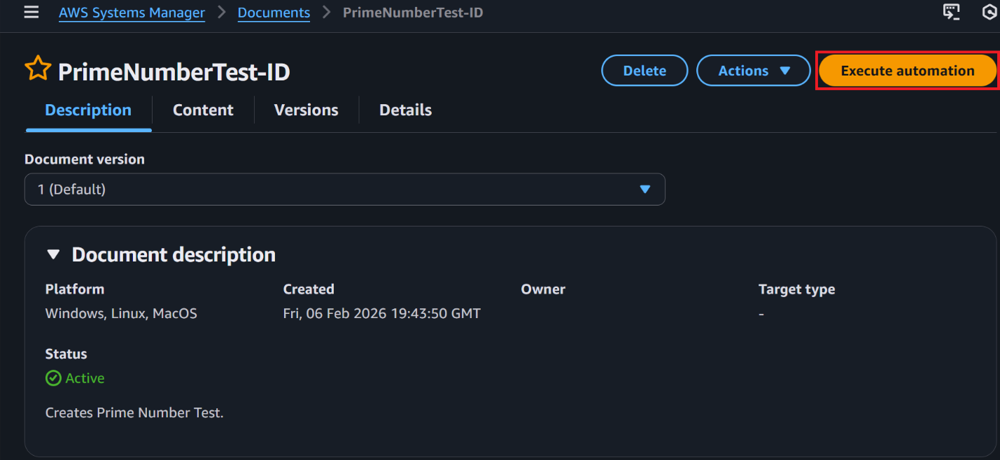 AWS Systems Manager > Documents > PrimeNumberTest-ID
PrimeNumberTest-ID
Delete
Actions
Execute automation
Description
Content
Versions
Details
Document version
1 (Default)
Document description
Platform
Created
Owner
Target type
Windows, Linux, MacOS
Fri, 06 Feb 2026 19:43:50 GMT
-
Status
Active
Creates Prime Number Test.